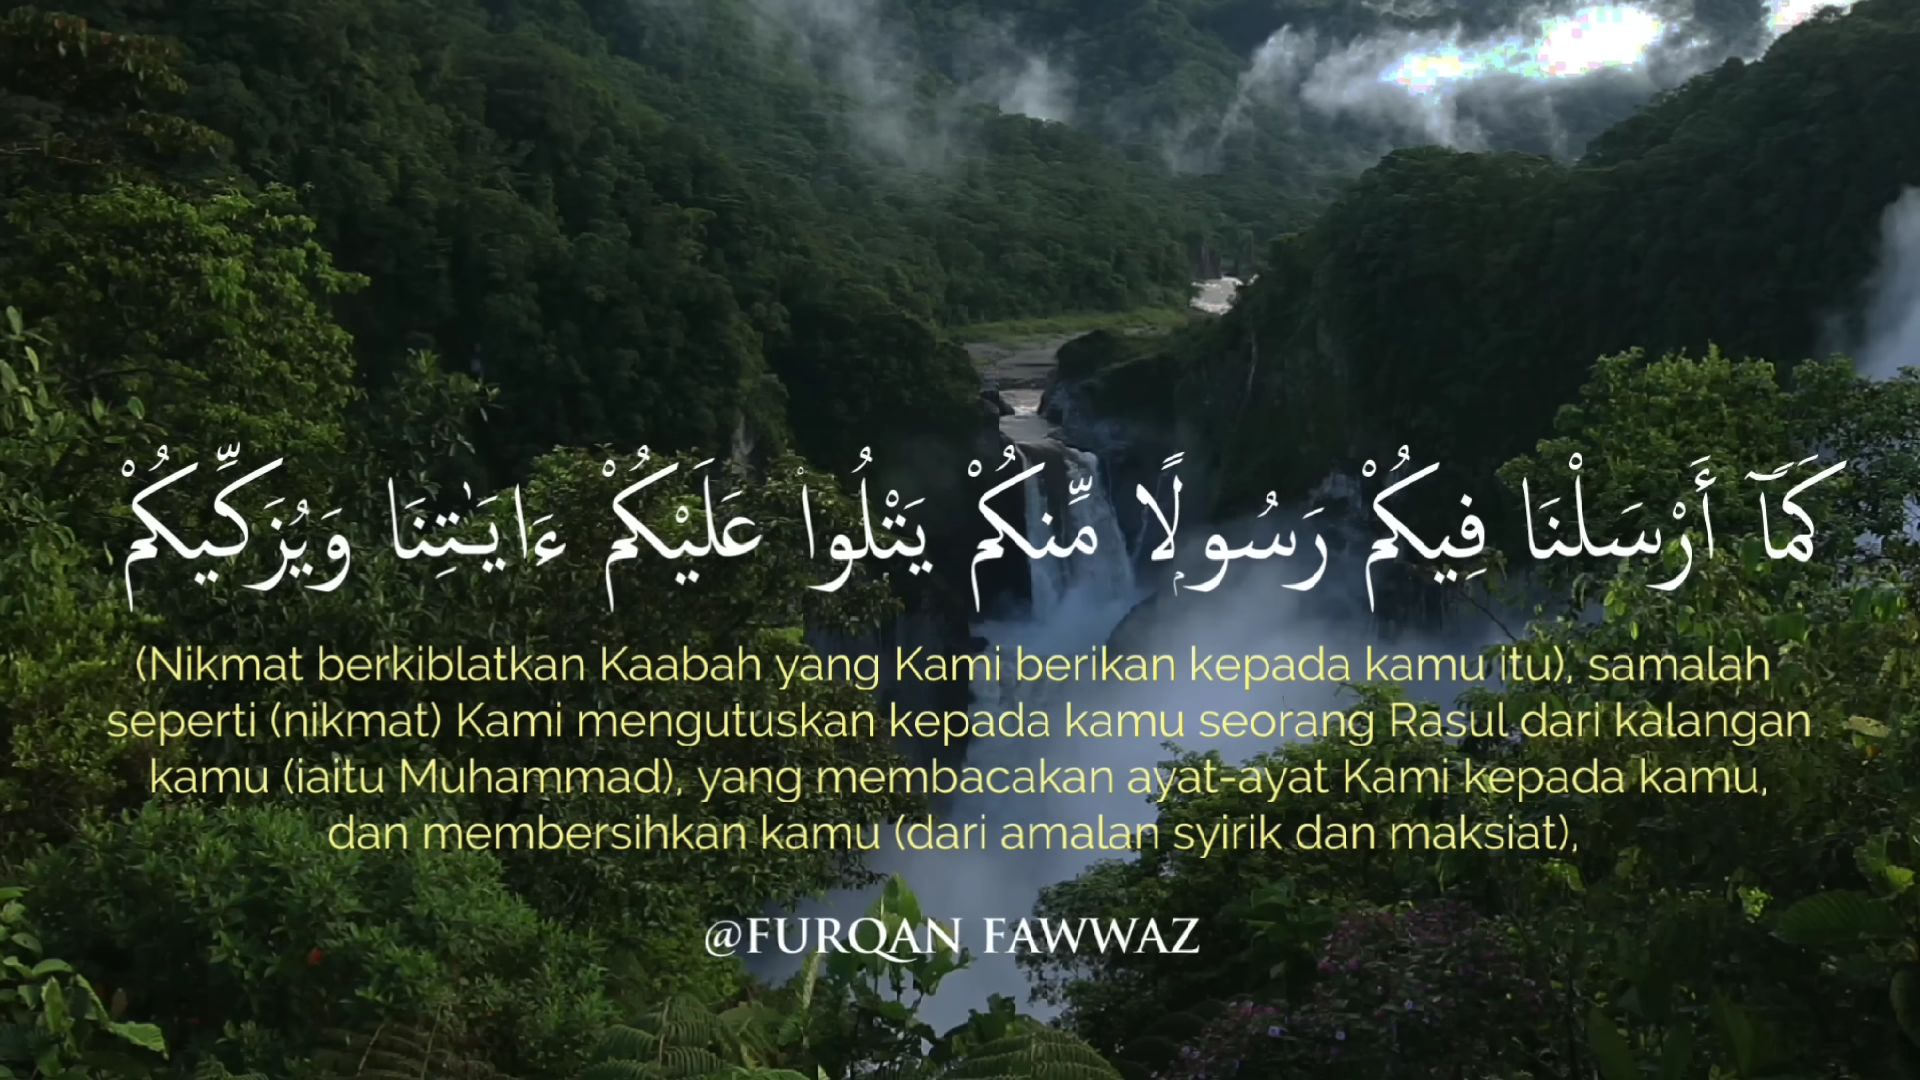 كَمَآ أَرْسَلْنَا فِيكُمْ رَسُولًۭا مِّنكُمْ يَتْلُوا۟ عَلَيْكُمْ ءَايَـٰتِنَا وَيُزَكِّيكُمْ
(Nikmat berkiblatkan Kaabah yang Kami berikan kepada kamu itu), samalah
seperti (nikmat) Kami mengutuskan kepada kamu seorang Rasul dari kalangan
kamu (iaitu Muhammad), yang membacakan ayat-ayat Kami kepada kamu,
dan membersihkan kamu (dari amalan syirik dan maksiat),
@FURQAN FAWWAZ